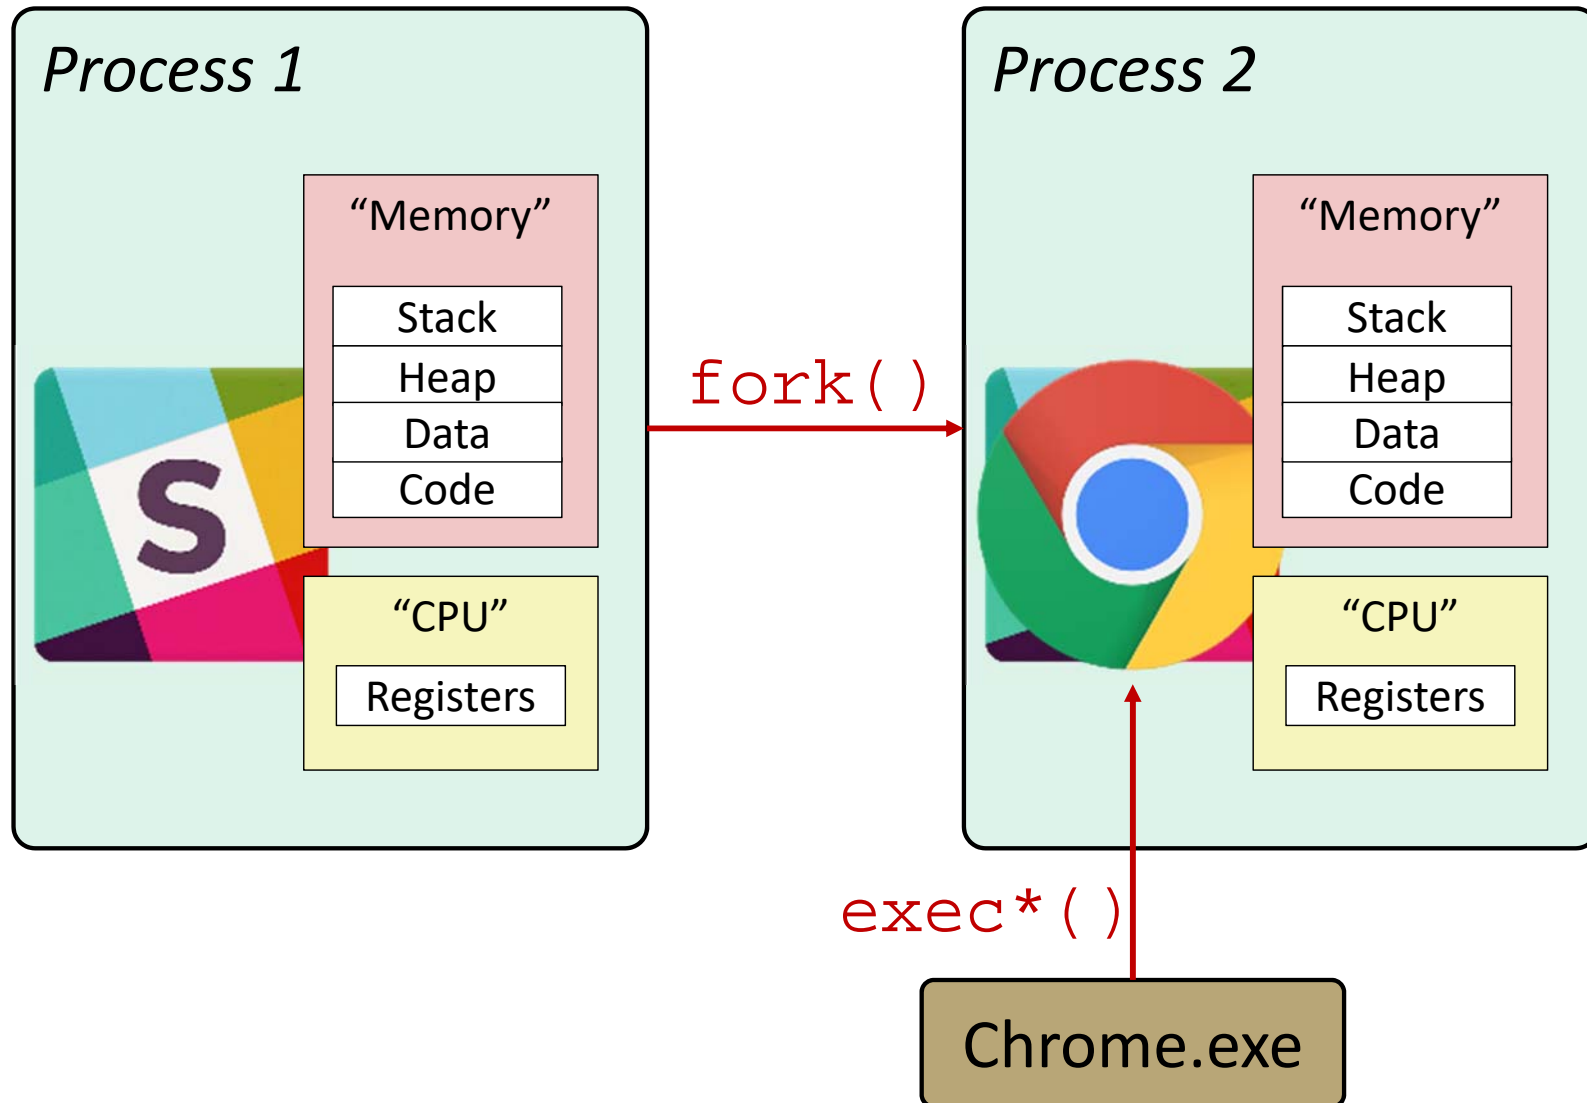 Process 1
“Memory”
Stack
Heap
Data
Code
S
“CPU”
Registers
fork()
Process 2
“Memory”
Stack
Heap
Data
Code
“CPU”
Registers
exec*()
Chrome.exe